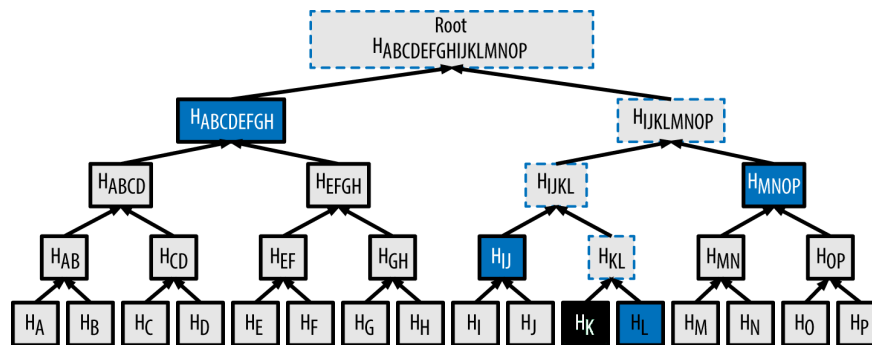 Root
HABCDEFGHIJKLMNOP
HABCDEFGH
HIJKLMNOP
HABCD
HEFGH
HIJKL
HMNOP
HAB
HCD
HEF
HGH
HIJ
HKL
HMN
HOP
HA
HB
HC
HD
HE
HF
HG
HH
HI
HJ
HK
HL
HM
HN
HO
HP